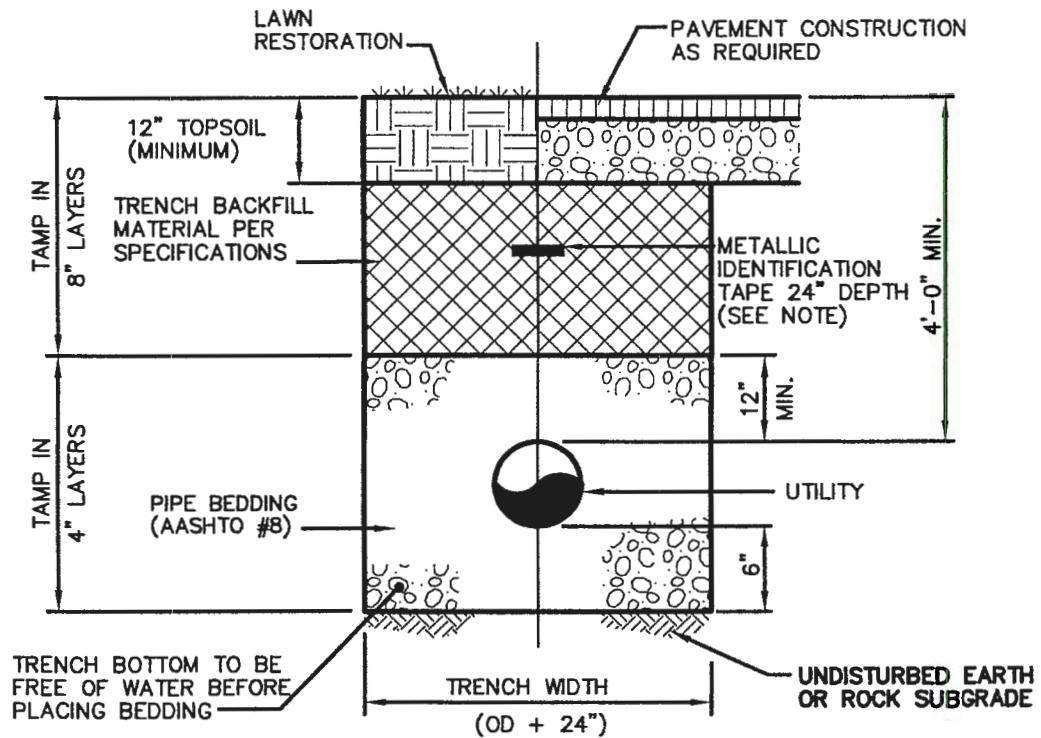 LAWN
RESTORATION
PAVEMENT CONSTRUCTION
AS REQUIRED
12" TOPSOIL
(MINIMUM)
TAMP IN
8" LAYERS
TRENCH BACKFILL
MATERIAL PER
SPECIFICATIONS
METALLIC
IDENTIFICATION
TAPE 24" DEPTH
(SEE NOTE)
4'-0" MIN.
12"
MIN.
TAMP IN
4" LAYERS
PIPE BEDDING
(AASHTO #8)
UTILITY
6"
TRENCH BOTTOM TO BE
FREE OF WATER BEFORE
PLACING BEDDING
TRENCH WIDTH
(OD + 24")
UNDISTURBED EARTH
OR ROCK SUBGRADE